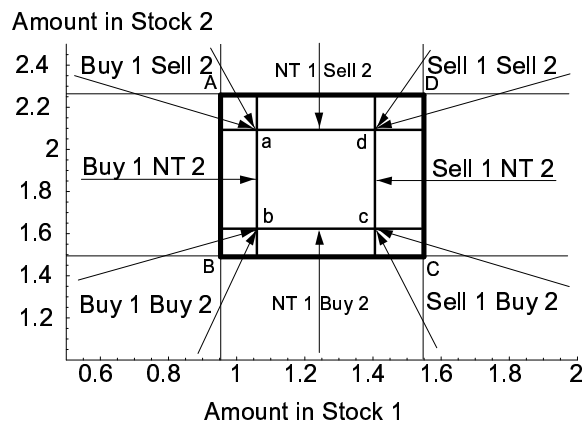 Amount in Stock 2
2.4
Buy 1 Sell 2
NT 1 Sell 2
Sell 1 Sell 2
A
D
2.2
2
a
d
Buy 1 NT 2
Sell 1 NT 2
1.8
1.6
b
c
B
C
1.4
Buy 1 Buy 2
NT 1 Buy 2
Sell 1 Buy 2
1.2
0.6 0.8 1 1.2 1.4 1.6 1.8 2
Amount in Stock 1